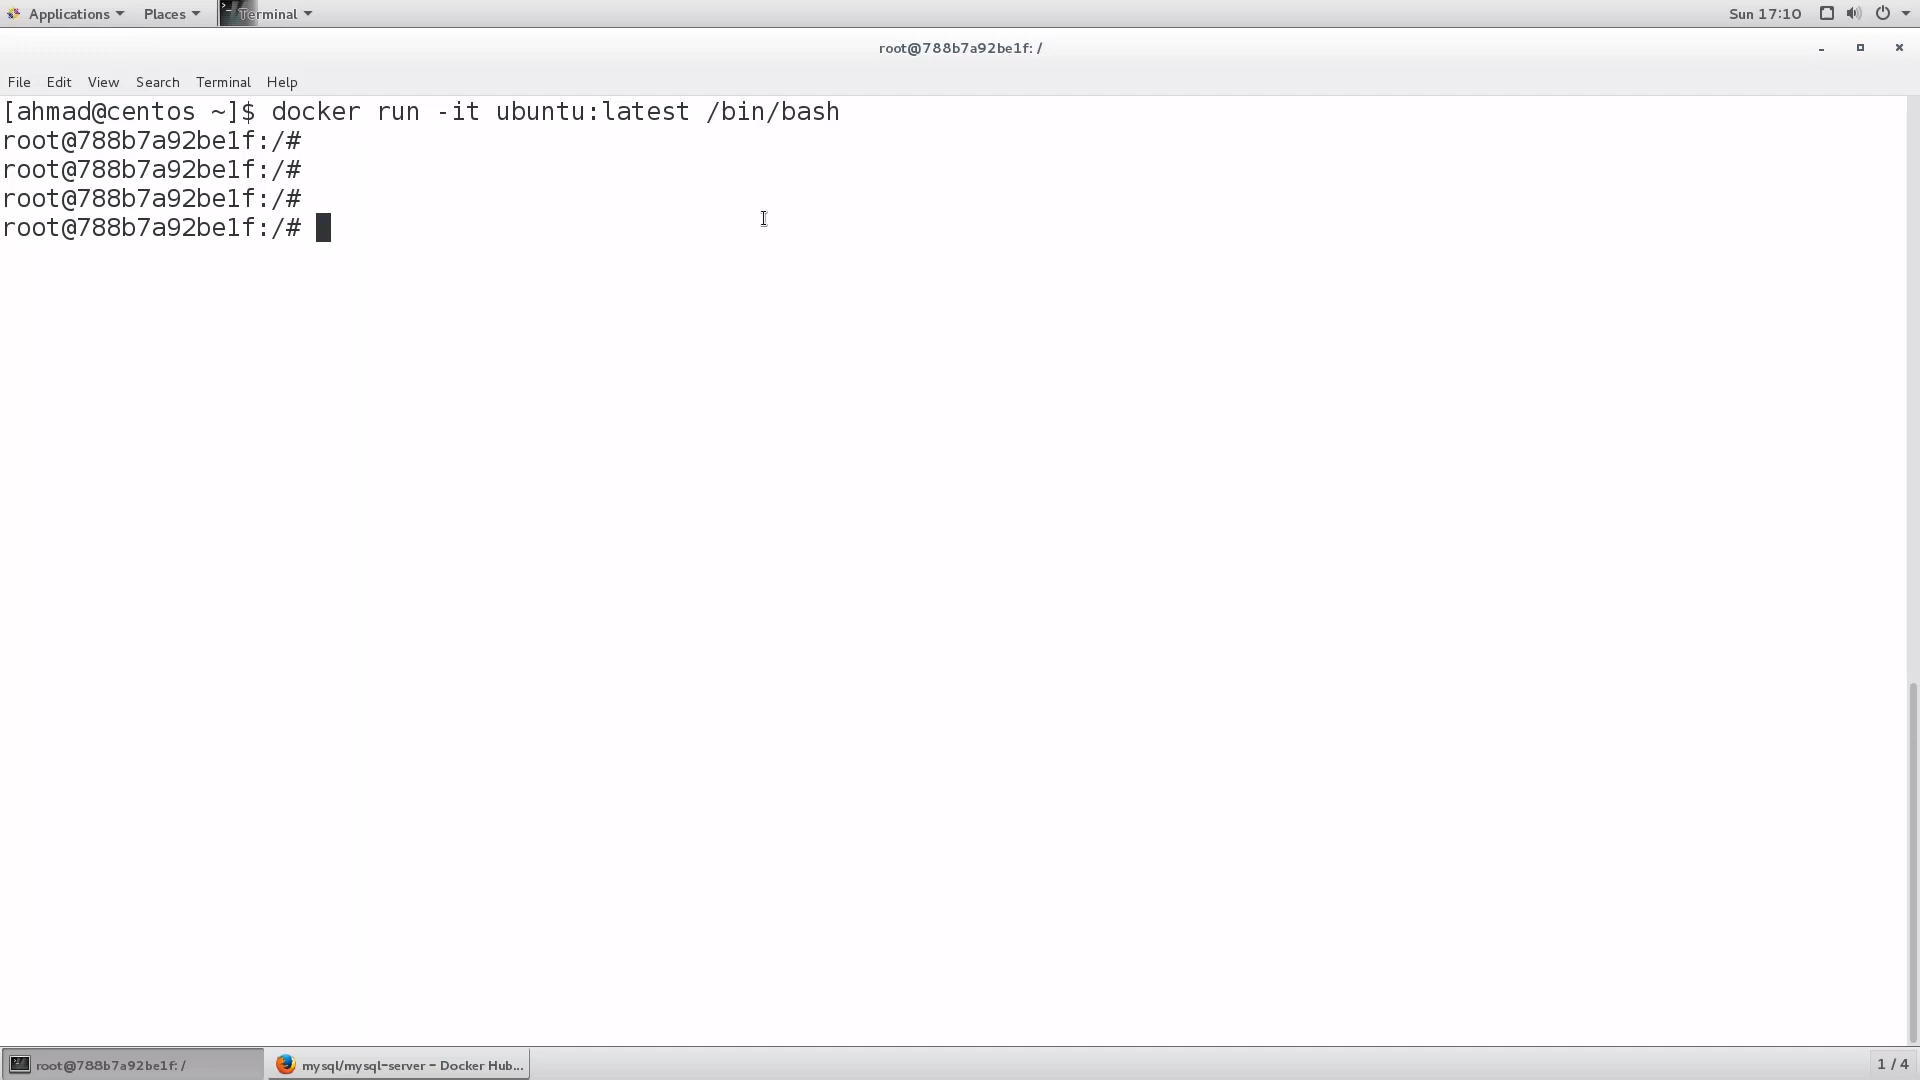 Applications Places Terminal Sun 17:10
root@788b7a92be1f: /
File Edit View Search Terminal Help
[ahmad@centos ~]$ docker run -it ubuntu:latest /bin/bash
root@788b7a92be1f:/#
root@788b7a92be1f:/#
root@788b7a92be1f:/#
root@788b7a92be1f:/#
root@788b7a92be1f: / mysql/mysql-server - Docker Hub... 1 / 4